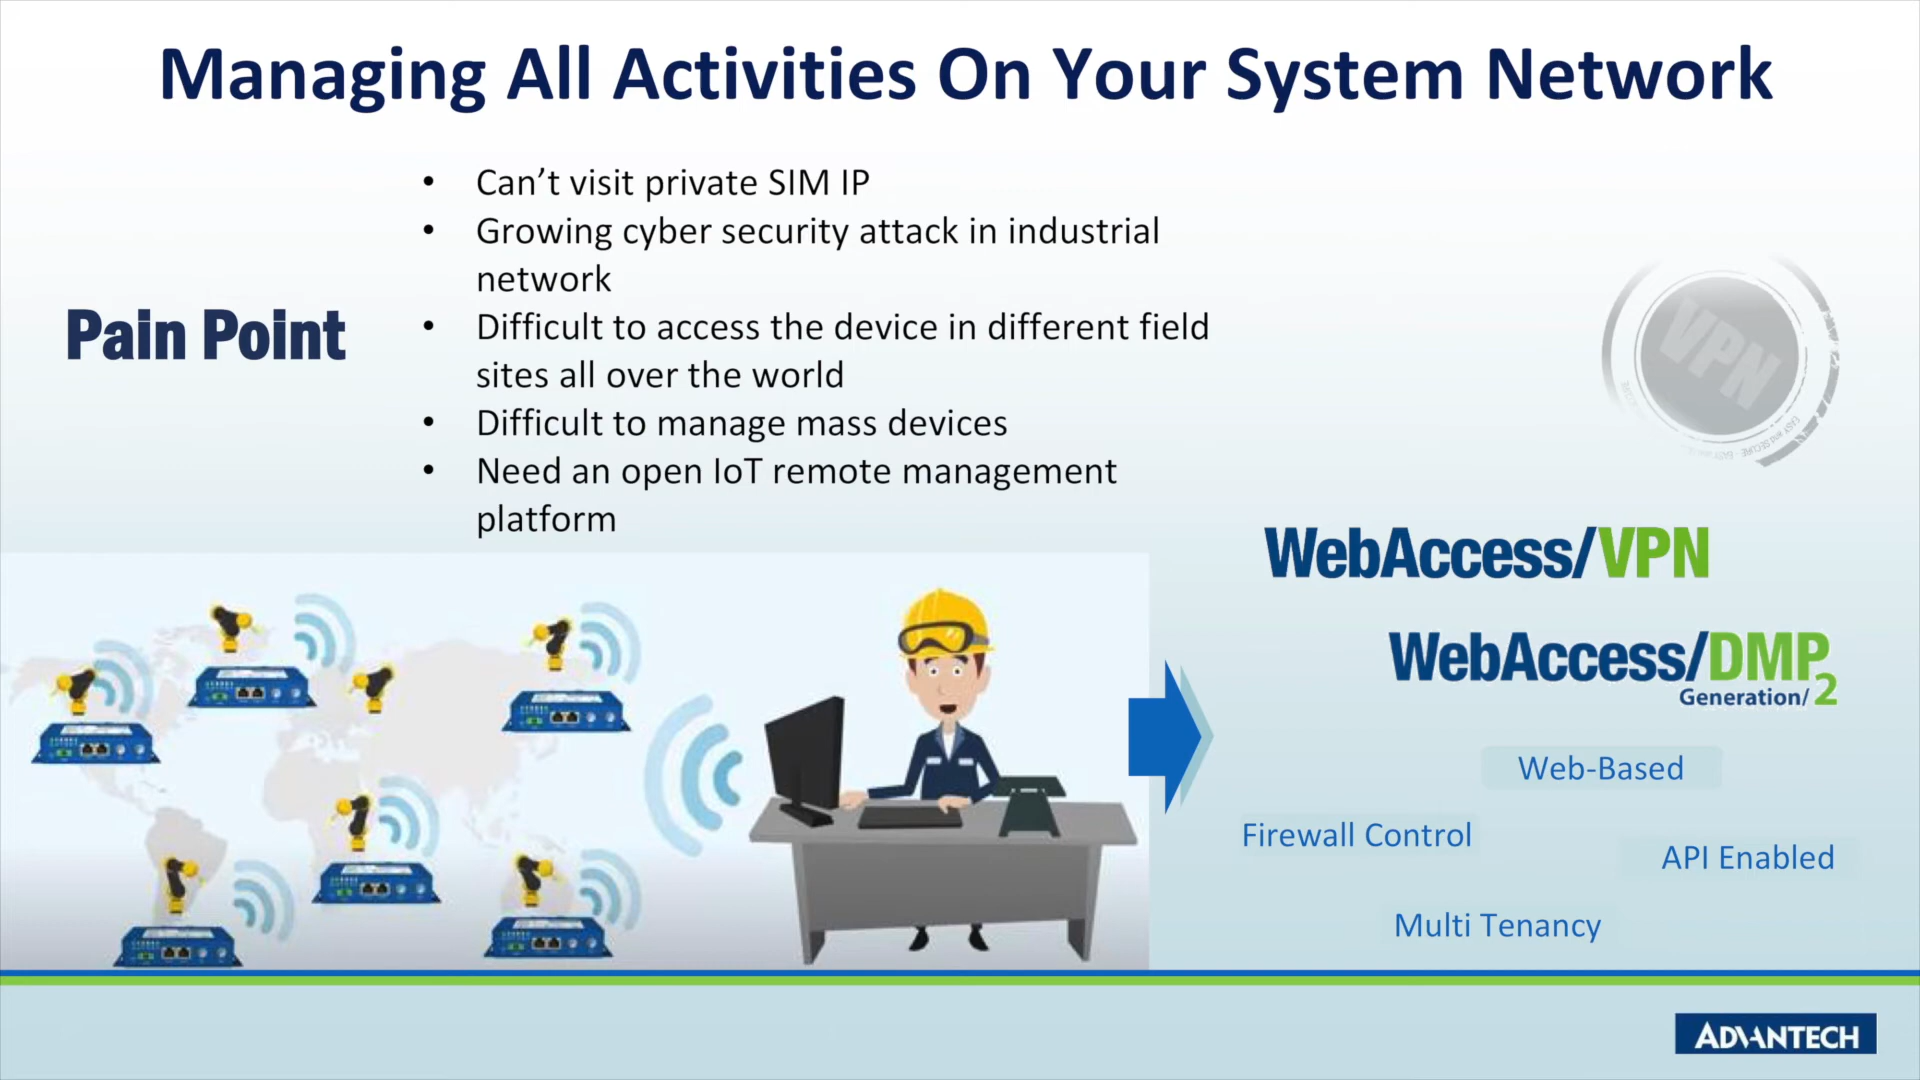 Managing All Activities On Your System Network
Pain Point
• Can’t visit private SIM IP
• Growing cyber security attack in industrial
network
• Difficult to access the device in different field
sites all over the world
• Difficult to manage mass devices
• Need an open IoT remote management
platform
VPN
WebAccess/VPN
WebAccess/DMP
Generation/2
Web-Based
Firewall Control
API Enabled
Multi Tenancy
ADVANTECH